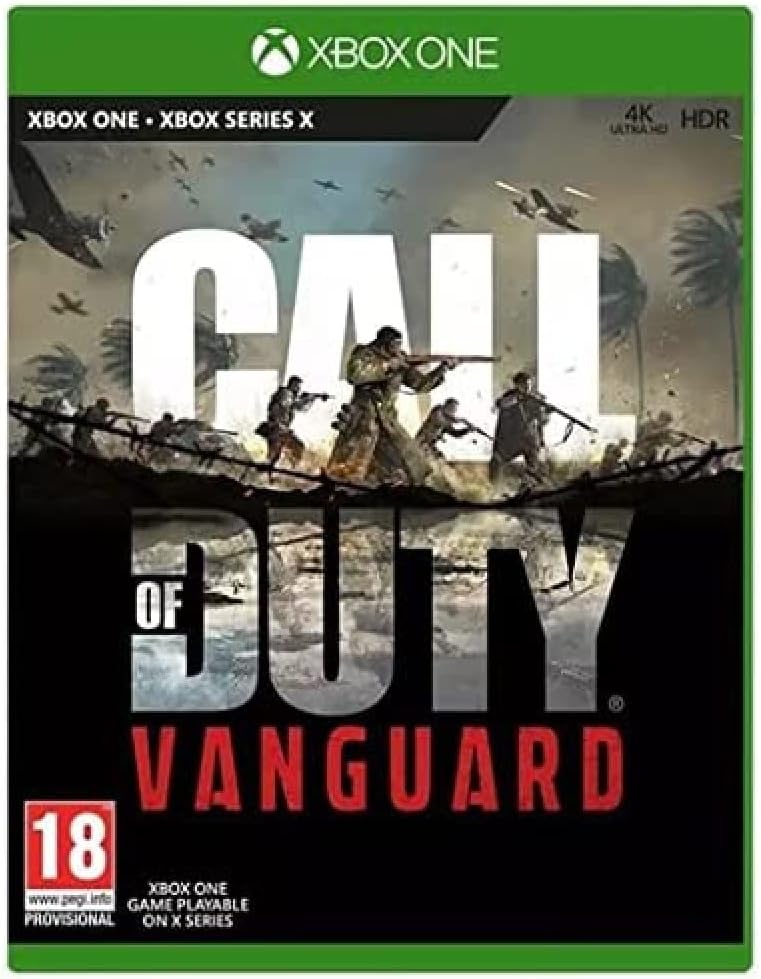 XBOX ONE
XBOX ONE • XBOX SERIES X
4K
ULTRA HD
HDR
CALL
OF
DUTY®
VANGUARD
18
www.pegi.info
PROVISIONAL
XBOX ONE
GAME PLAYABLE
ON X SERIES